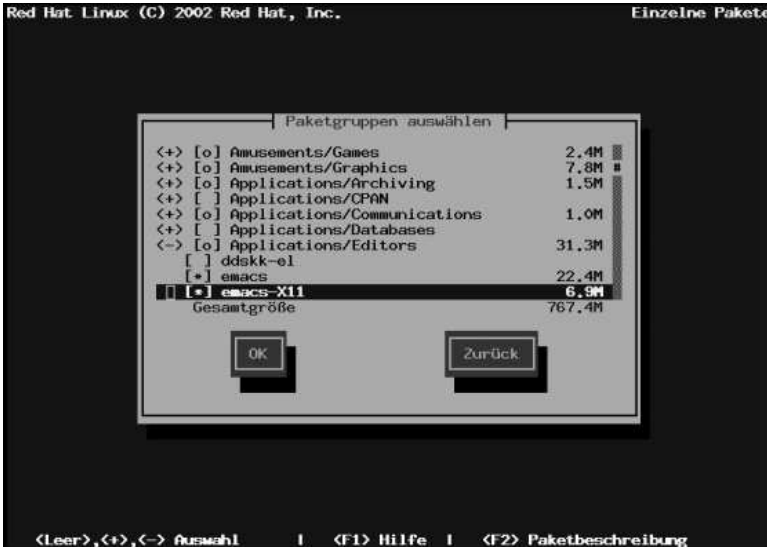 Red Hat Linux (C) 2002 Red Hat, Inc. Einzelne Pakete
Paketgruppen auswählen
<+> [o] Amusements/Games 2.4M
<+> [o] Amusements/Graphics 7.8M #
<+> [o] Applications/Archiving 1.5M
<+> [ ] Applications/CPAN
<+> [o] Applications/Communications 1.0M
<+> [ ] Applications/Databases
<-> [o] Applications/Editors 31.3M
[ ] ddskk-el
[*] emacs 22.4M
[*] emacs-X11 6.9M
Gesamtgröße 767.4M
OK Zurück
<Leer>,<+>,<-> Auswahl | <F1> Hilfe | <F2> Paketbeschreibung